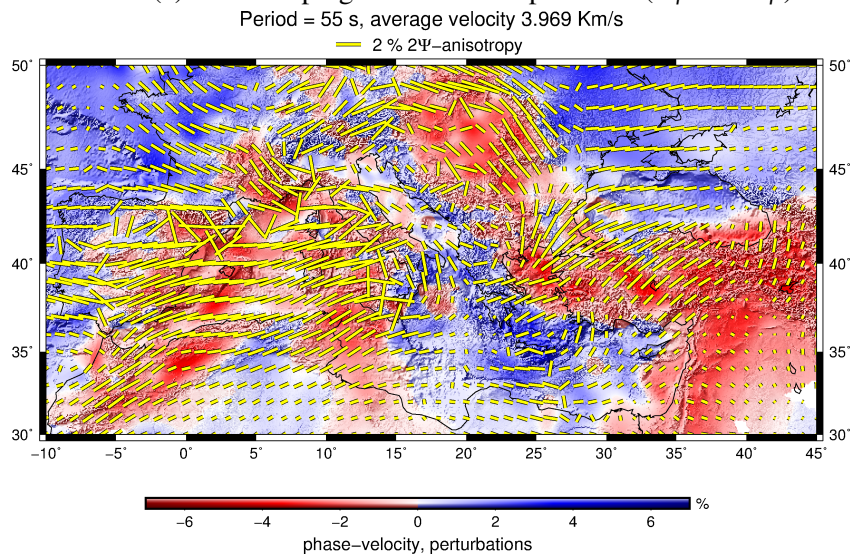 Period = 55 s, average velocity 3.969 Km/s
2 % 2Ψ−anisotropy
50˚ 50˚
45˚ 45˚
40˚ 40˚
35˚ 35˚
30˚ 30˚
−10˚ −5˚ 0˚ 5˚ 10˚ 15˚ 20˚ 25˚ 30˚ 35˚ 40˚ 45˚
%
−6 −4 −2 0 2 4 6
phase−velocity, perturbations